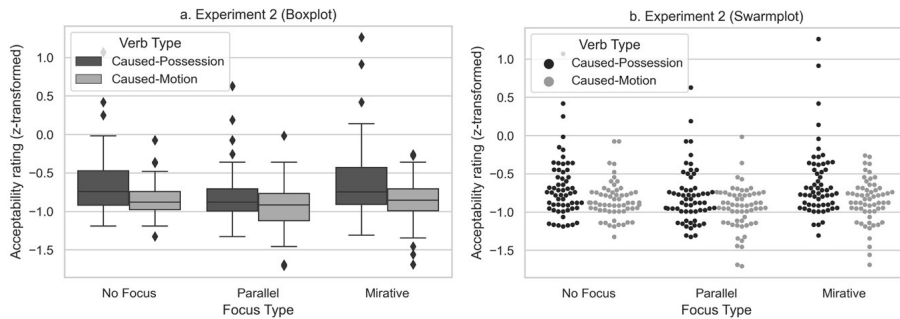 a. Experiment 2 (Boxplot)
Acceptability rating (z-transformed)
1.0
0.5
0.0
−0.5
−1.0
−1.5
Verb Type
Caused-Possession
Caused-Motion
No Focus
Parallel
Mirative
Focus Type
b. Experiment 2 (Swarmplot)
Acceptability rating (z-transformed)
1.0
0.5
0.0
−0.5
−1.0
−1.5
Verb Type
Caused-Possession
Caused-Motion
No Focus
Parallel
Mirative
Focus Type